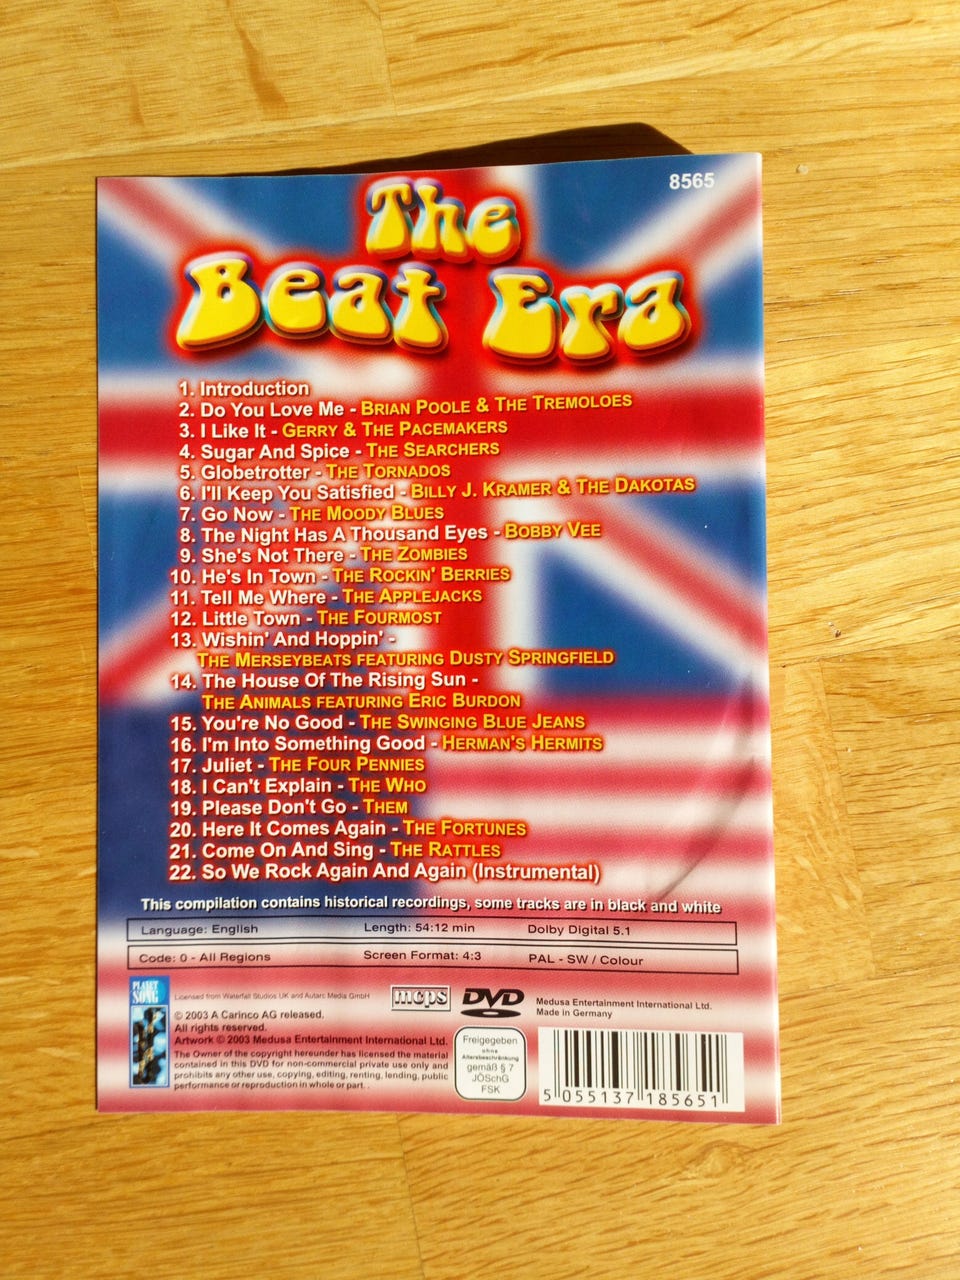 8565
The
Beat Era
1. Introduction
2. Do You Love Me - BRIAN POOLE & THE TREMOLOES
3. I Like It - GERRY & THE PACEMAKERS
4. Sugar And Spice - THE SEARCHERS
5. Globetrotter - THE TORNADOS
6. I'll Keep You Satisfied - BILLY J. KRAMER & THE DAKOTAS
7. Go Now - THE MOODY BLUES
8. The Night Has A Thousand Eyes - BOBBY VEE
9. She's Not There - THE ZOMBIES
10. He's In Town - THE ROCKIN' BERRIES
11. Tell Me Where - THE APPLEJACKS
12. Little Town - THE FOURMOST
13. Wishin' And Hoppin' -
THE MERSEYBEATS FEATURING DUSTY SPRINGFIELD
14. The House Of The Rising Sun -
THE ANIMALS FEATURING ERIC BURDON
15. You're No Good - THE SWINGING BLUE JEANS
16. I'm Into Something Good - HERMAN'S HERMITS
17. Juliet - THE FOUR PENNIES
18. I Can't Explain - THE WHO
19. Please Don't Go - THEM
20. Here It Comes Again - THE FORTUNES
21. Come On And Sing - THE RATTLES
22. So We Rock Again And Again (Instrumental)
This compilation contains historical recordings, some tracks are in black and white
Language: English Length: 54:12 min Dolby Digital 5.1
Code: 0 - All Regions Screen Format: 4:3 PAL - SW / Colour
PLANET
SONG
Licensed from Waterfall Studios UK and Autarc Media GmbH
mcps
DVD
Medusa Entertainment International Ltd.
Made in Germany
© 2003 A Carinco AG released.
All rights reserved.
Artwork © 2003 Medusa Entertainment International Ltd.
The Owner of the copyright hereunder has licensed the material
contained in this DVD for non-commercial private use only and
prohibits any other use, copying, editing, renting, lending, public
performance or reproduction in whole or part. .
Freigegeben
ohne
Altersbeschränkung
gemäß § 7
JÖSchG
FSK
5 055137 185651